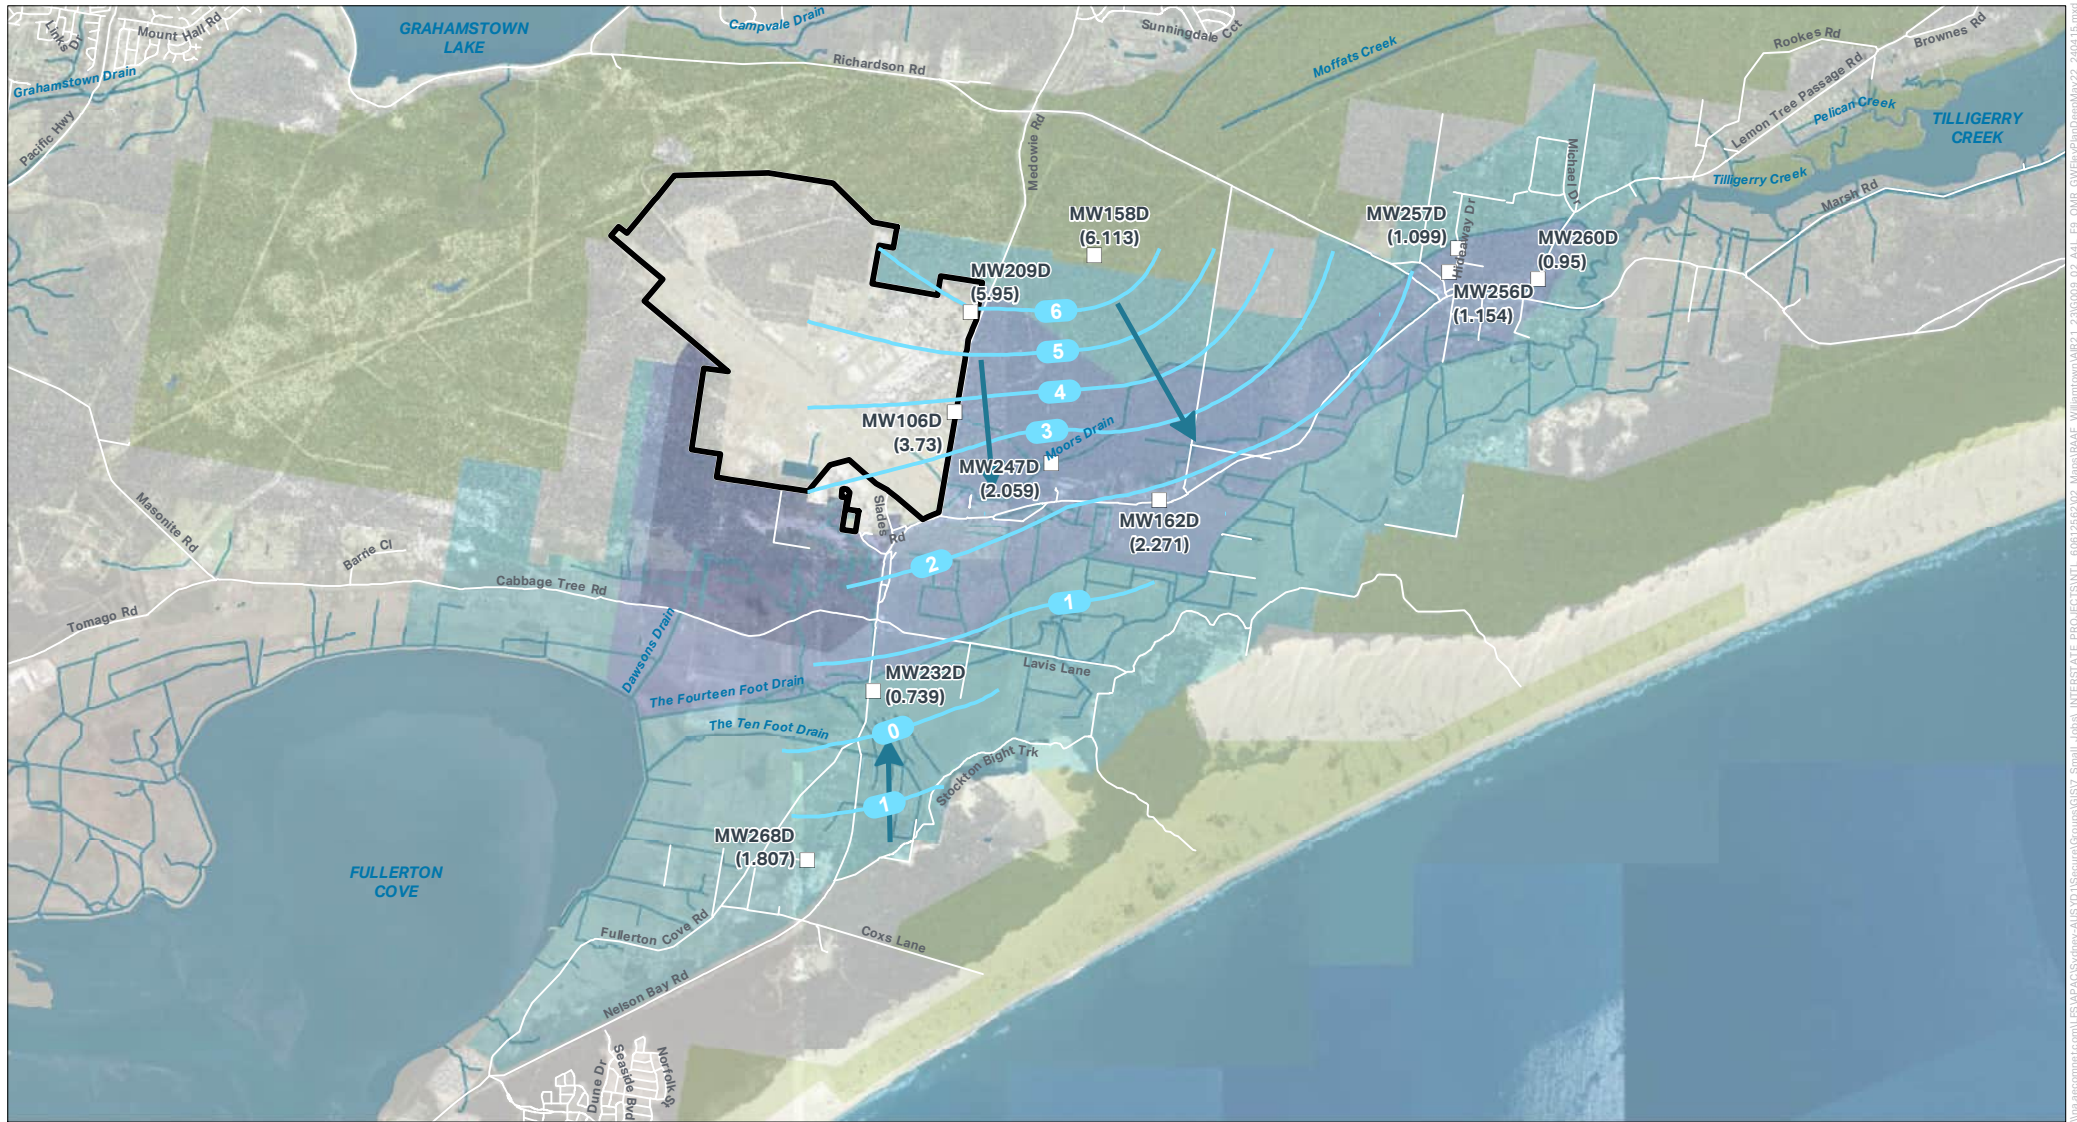 GRAHAMSTOWN
LAKE
Campvale Drain
Sunningdale Cct
Links Dr
Mount Hall Rd
Grahamstown Drain
Pacific Hwy
Richardson Rd
Moffats Creek
Rookes Rd
Brownes Rd
Lemon Tree Passage Rd
Pelican Creek
TILLIGERRY
CREEK
Tilligerry Creek
Marsh Rd
Medowie Rd
Michael Dr
Hideaway Dr
MW158D
(6.113)
MW257D
(1.099)
MW260D
(0.95)
MW256D
(1.154)
MW209D
(5.95)
6
5
4
3
MW106D
(3.73)
Moors Drain
MW247D
(2.059)
MW162D
(2.271)
Slades
Rd
2
1
Masonite Rd
Barrie Cl
Cabbage Tree Rd
Tomago Rd
Dawsons Drain
The Fourteen Foot Drain
The Ten Foot Drain
Lavis Lane
MW232D
(0.739)
0
Stockton Bight Trk
1
MW268D
(1.807)
FULLERTON
COVE
Fullerton Cove Rd
Coxs Lane
Nelson Bay Rd
Dune Dr
Seaside Bvd
Norfolk St